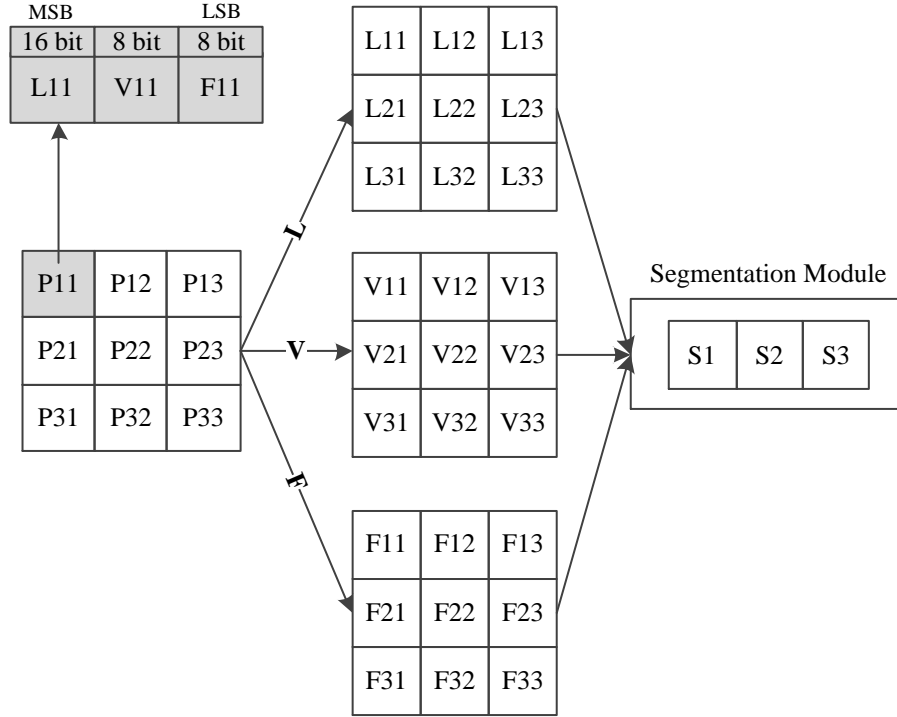 MSB LSB
16 bit 8 bit 8 bit
L11 V11 F11
L11 L12 L13
L21 L22 L23
L31 L32 L33
L
P11 P12 P13
P21 P22 P23
P31 P32 P33
V
V11 V12 V13
V21 V22 V23
V31 V32 V33
Segmentation Module
S1 S2 S3
F
F11 F12 F13
F21 F22 F23
F31 F32 F33